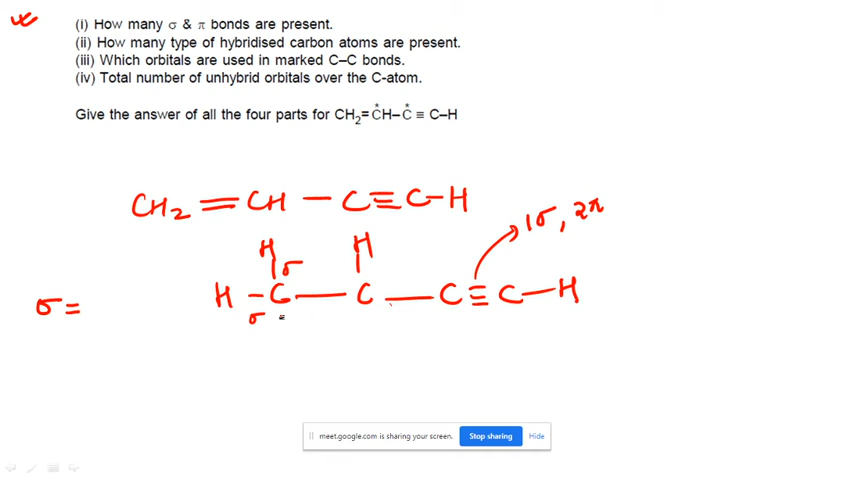 (i) How many σ & π bonds are present.
(ii) How many type of hybridised carbon atoms are present.
(iii) Which orbitals are used in marked C–C bonds.
(iv) Total number of unhybrid orbitals over the C-atom.
Give the answer of all the four parts for CH₂=C*H–C* ≡ C–H
CH₂ = CH — C ≡ C – H
1σ, 2π
H H
σ
H – C — C — C ≡ C – H
σ =
σ
meet.google.com is sharing your screen. Stop sharing Hide